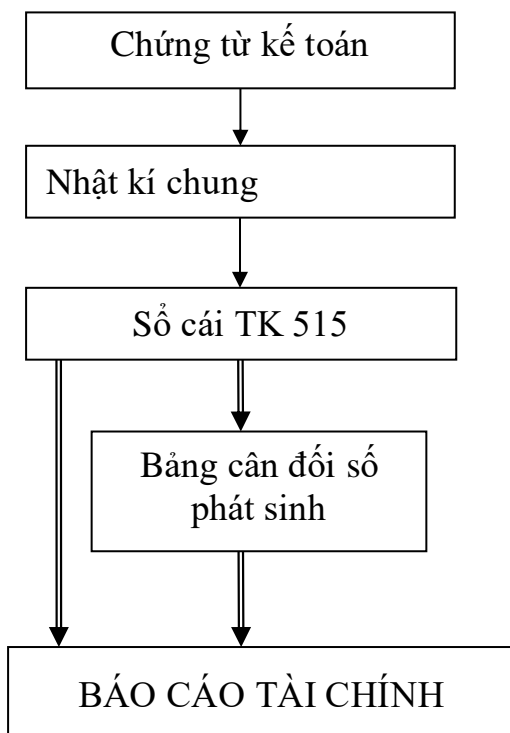 Chứng từ kế toán
Nhật kí chung
Sổ cái TK 515
Bảng cân đối số
phát sinh
BÁO CÁO TÀI CHÍNH